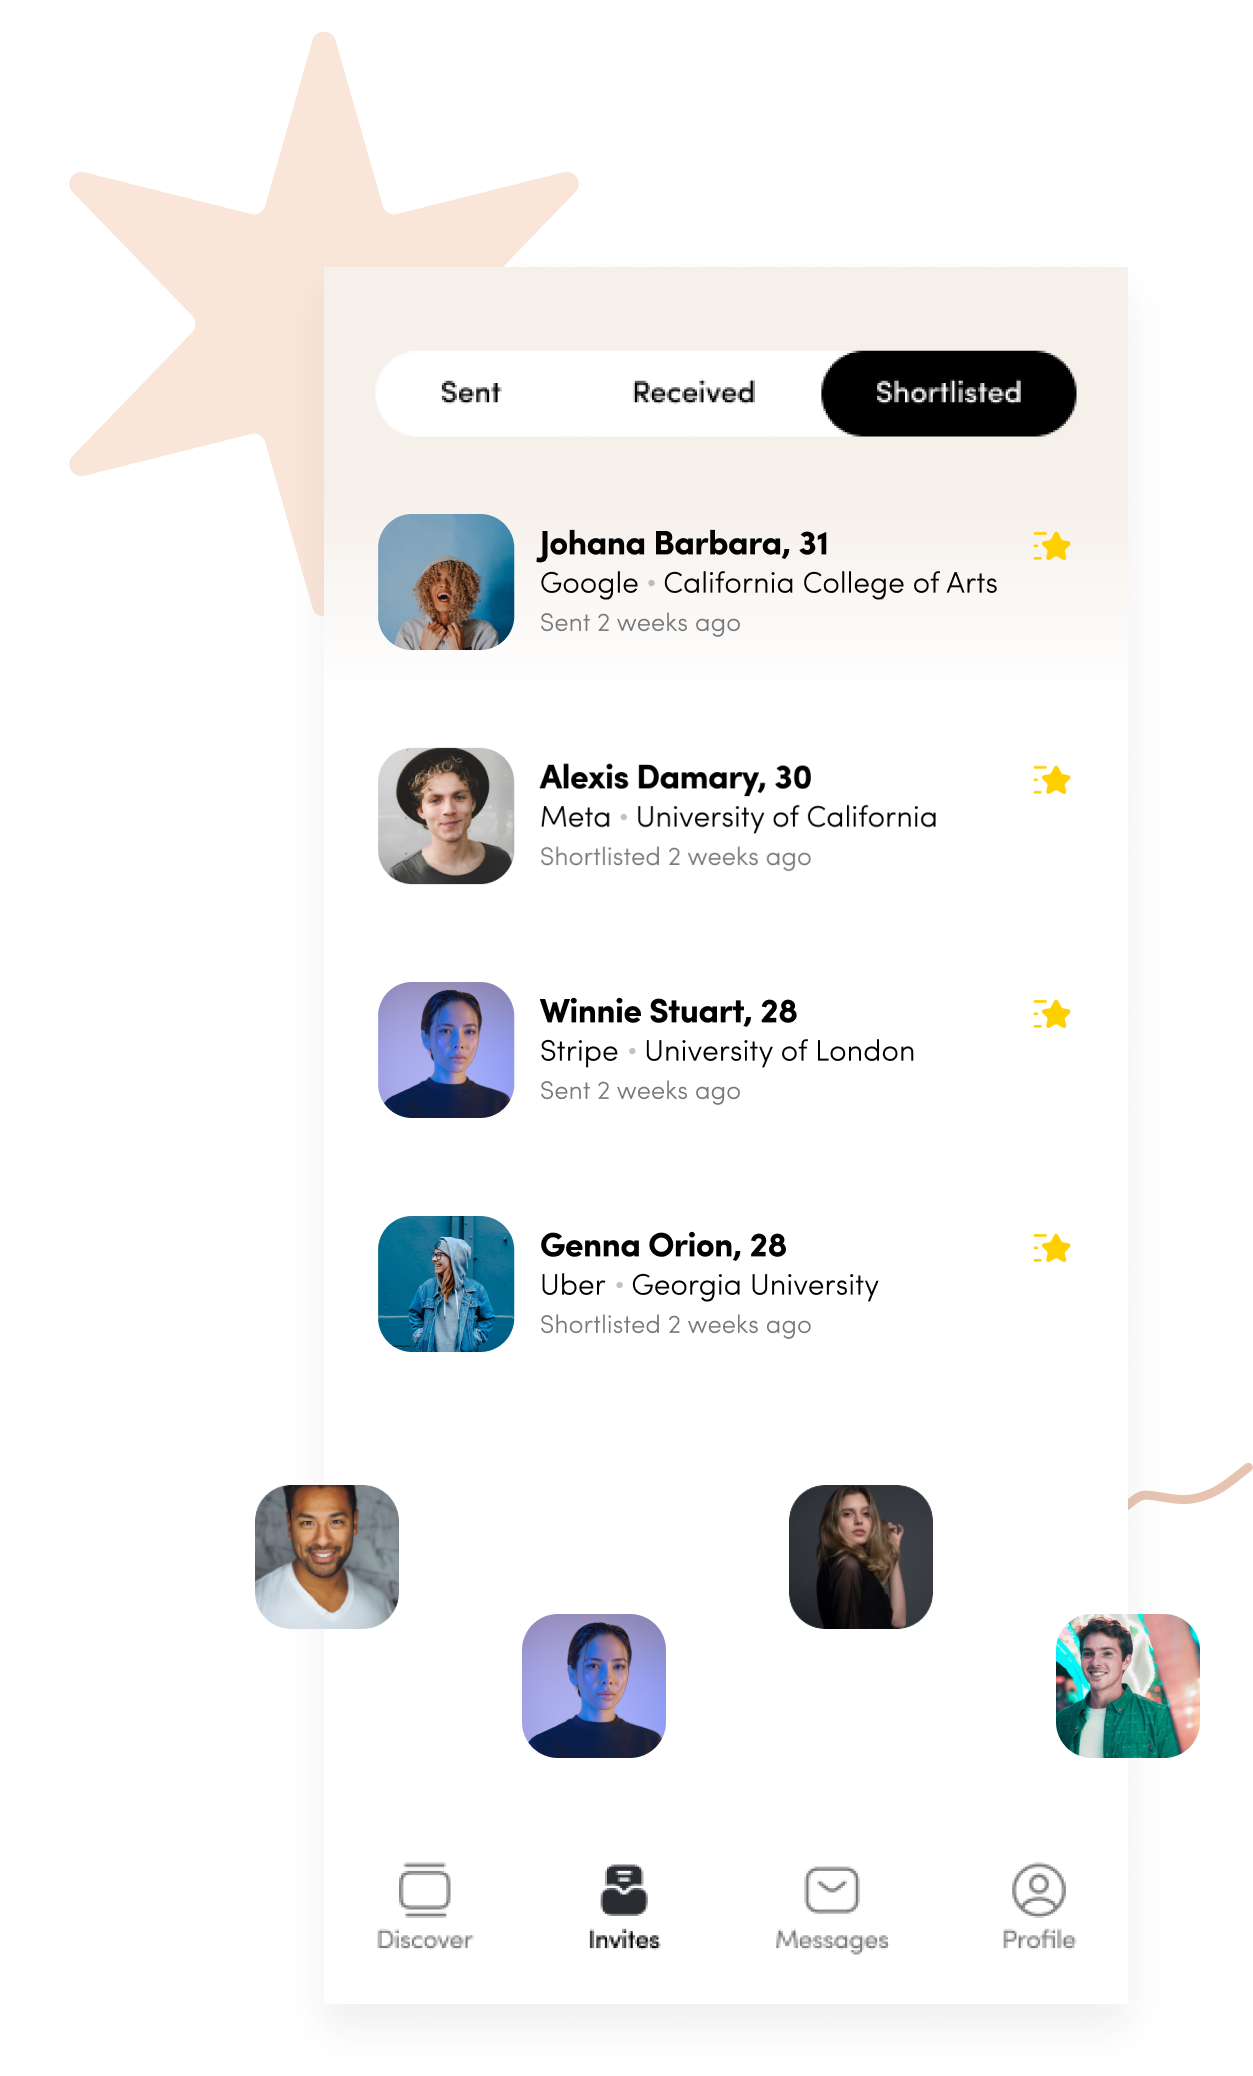 Sent Received Shortlisted
Johana Barbara, 31
Google • California College of Arts
Sent 2 weeks ago
Alexis Damary, 30
Meta • University of California
Shortlisted 2 weeks ago
Winnie Stuart, 28
Stripe • University of London
Sent 2 weeks ago
Genna Orion, 28
Uber • Georgia University
Shortlisted 2 weeks ago
Discover Invites Messages Profile